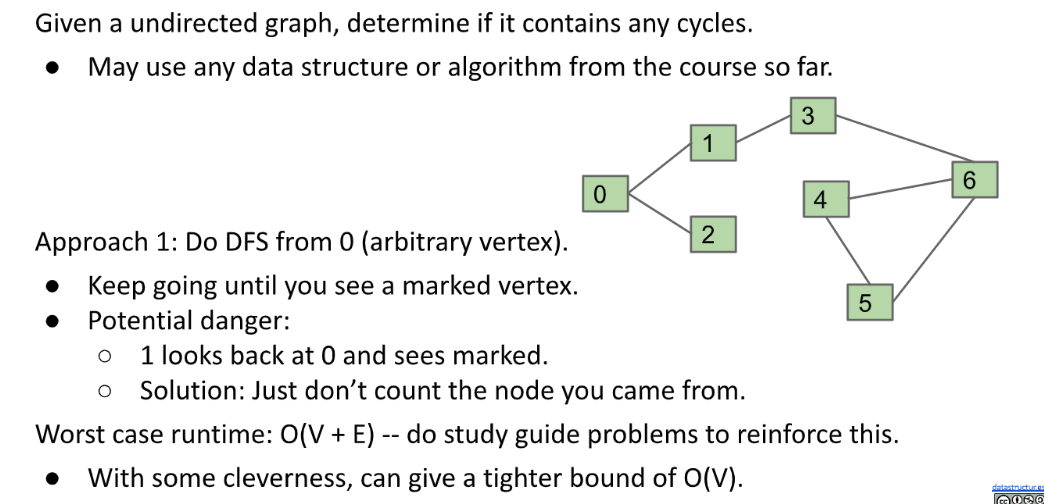 Given a undirected graph, determine if it contains any cycles.
● May use any data structure or algorithm from the course so far.
3
1
6
0
4
2
Approach 1: Do DFS from 0 (arbitrary vertex).
● Keep going until you see a marked vertex.
5
● Potential danger:
○ 1 looks back at 0 and sees marked.
○ Solution: Just don’t count the node you came from.
Worst case runtime: O(V + E) -- do study guide problems to reinforce this.
● With some cleverness, can give a tighter bound of O(V).
datastructur.es